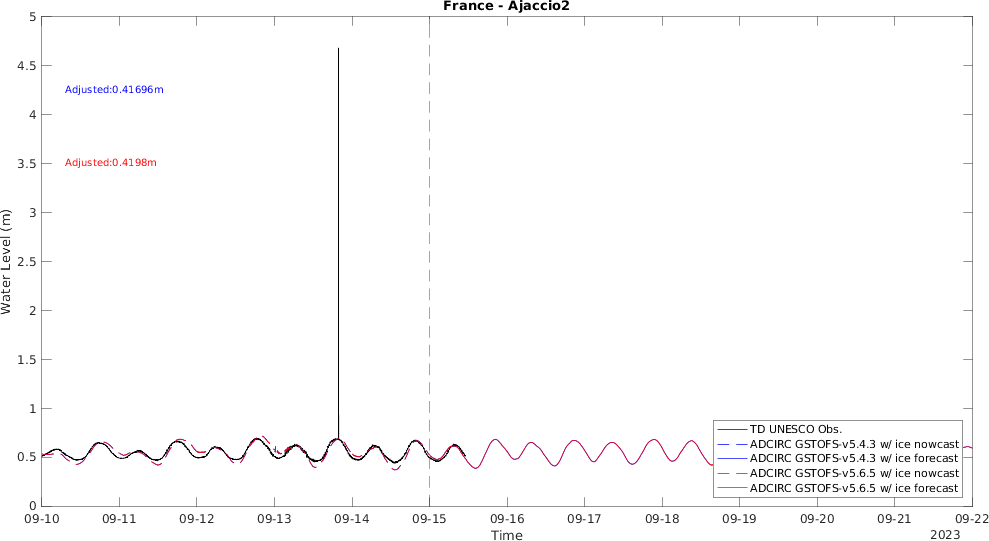 France - Ajaccio2
Water Level (m)
5
4.5
4
3.5
3
2.5
2
1.5
1
0.5
0
Adjusted:0.41696m
Adjusted:0.4198m
TD UNESCO Obs.
ADCIRC GSTOFS-v5.4.3 w/ ice nowcast
ADCIRC GSTOFS-v5.4.3 w/ ice forecast
ADCIRC GSTOFS-v5.6.5 w/ ice nowcast
ADCIRC GSTOFS-v5.6.5 w/ ice forecast
09-10 09-11 09-12 09-13 09-14 09-15 09-16 09-17 09-18 09-19 09-20 09-21 09-22
Time
2023